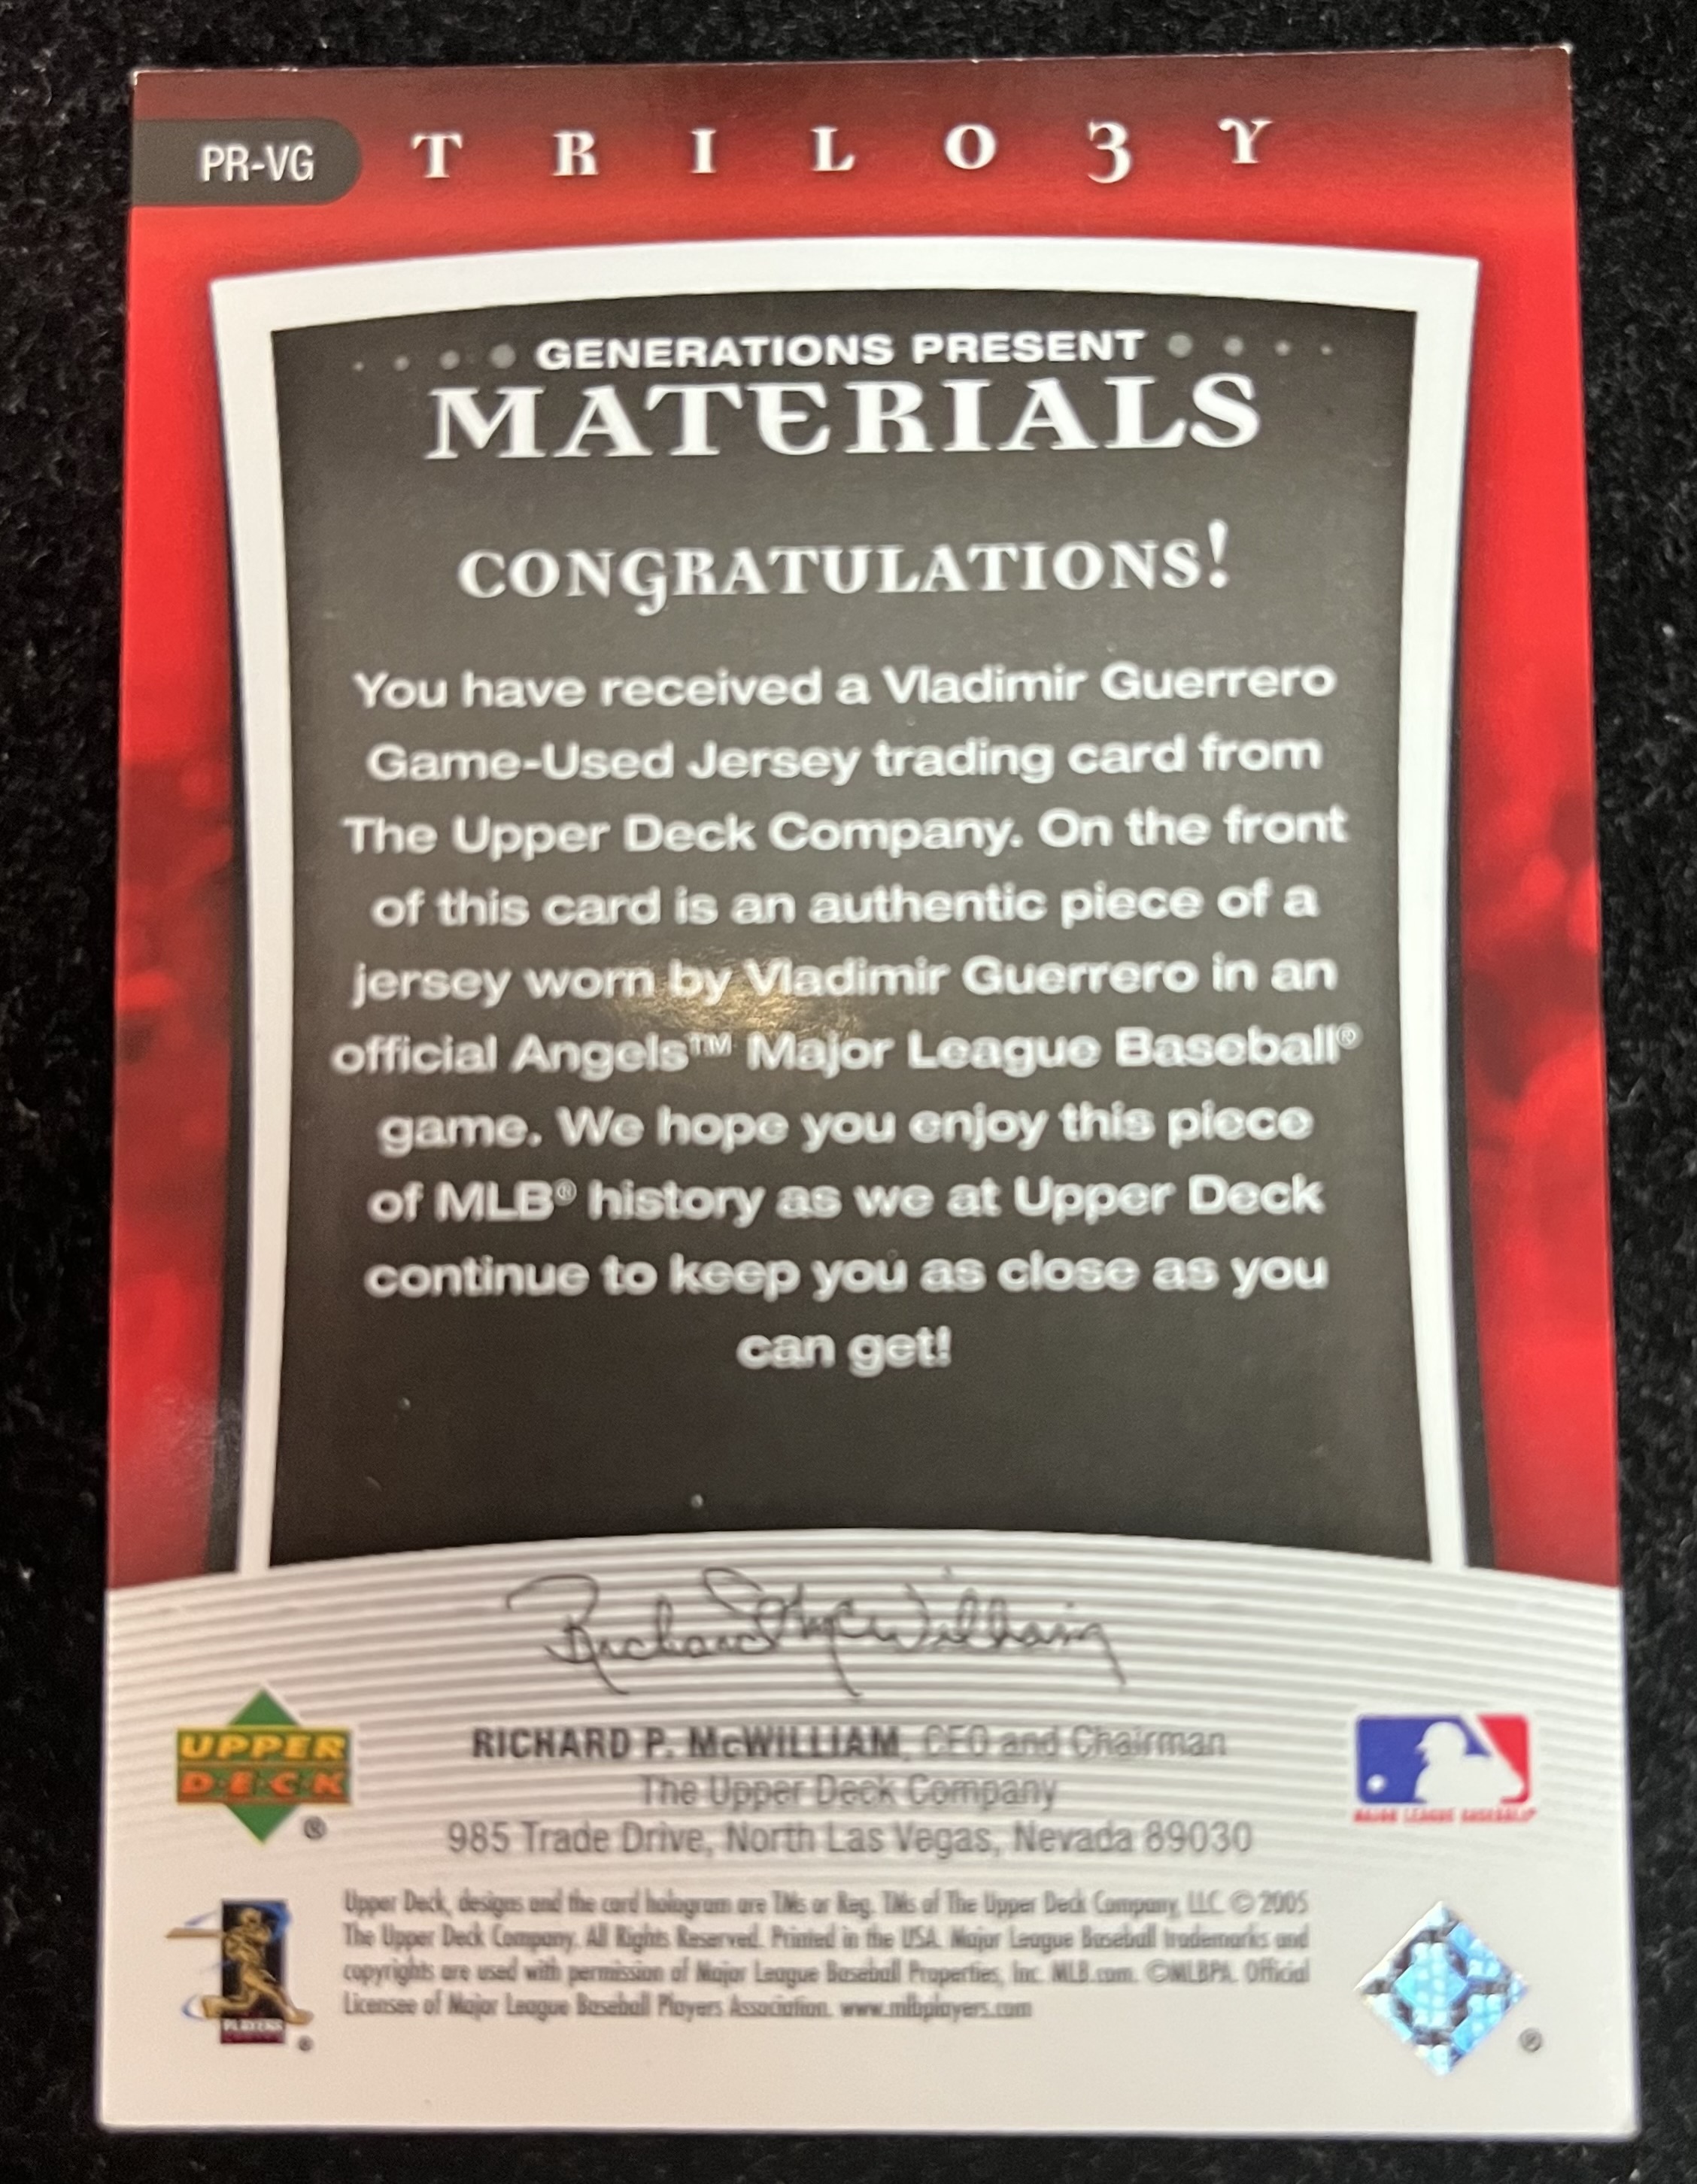 PR-VG
TRILO3Y
GENERATIONS PRESENT
MATERIALS
CONGRATULATIONS!
You have received a Vladimir Guerrero
Game-Used Jersey trading card from
The Upper Deck Company. On the front
of this card is an authentic piece of a
jersey worn by Vladimir Guerrero in an
official Angels™ Major League Baseball®
game. We hope you enjoy this piece
of MLB® history as we at Upper Deck
continue to keep you as close as you
can get!
Richard P. McWilliam
UPPER
DECK
®
RICHARD P. McWILLIAM, CEO and Chairman
The Upper Deck Company
985 Trade Drive, North Las Vegas, Nevada 89030
MAJOR LEAGUE BASEBALL®
Upper Deck, designs and the card hologram are TMs or Reg. TMs of The Upper Deck Company, LLC. © 2005
The Upper Deck Company. All Rights Reserved. Printed in the USA. Major League Baseball trademarks and
copyrights are used with permission of Major League Baseball Properties, Inc. MLB.com. ©MLBPA. Official
Licensee of Major League Baseball Players Association. www.mlbplayers.com
PLAYERS
®
®